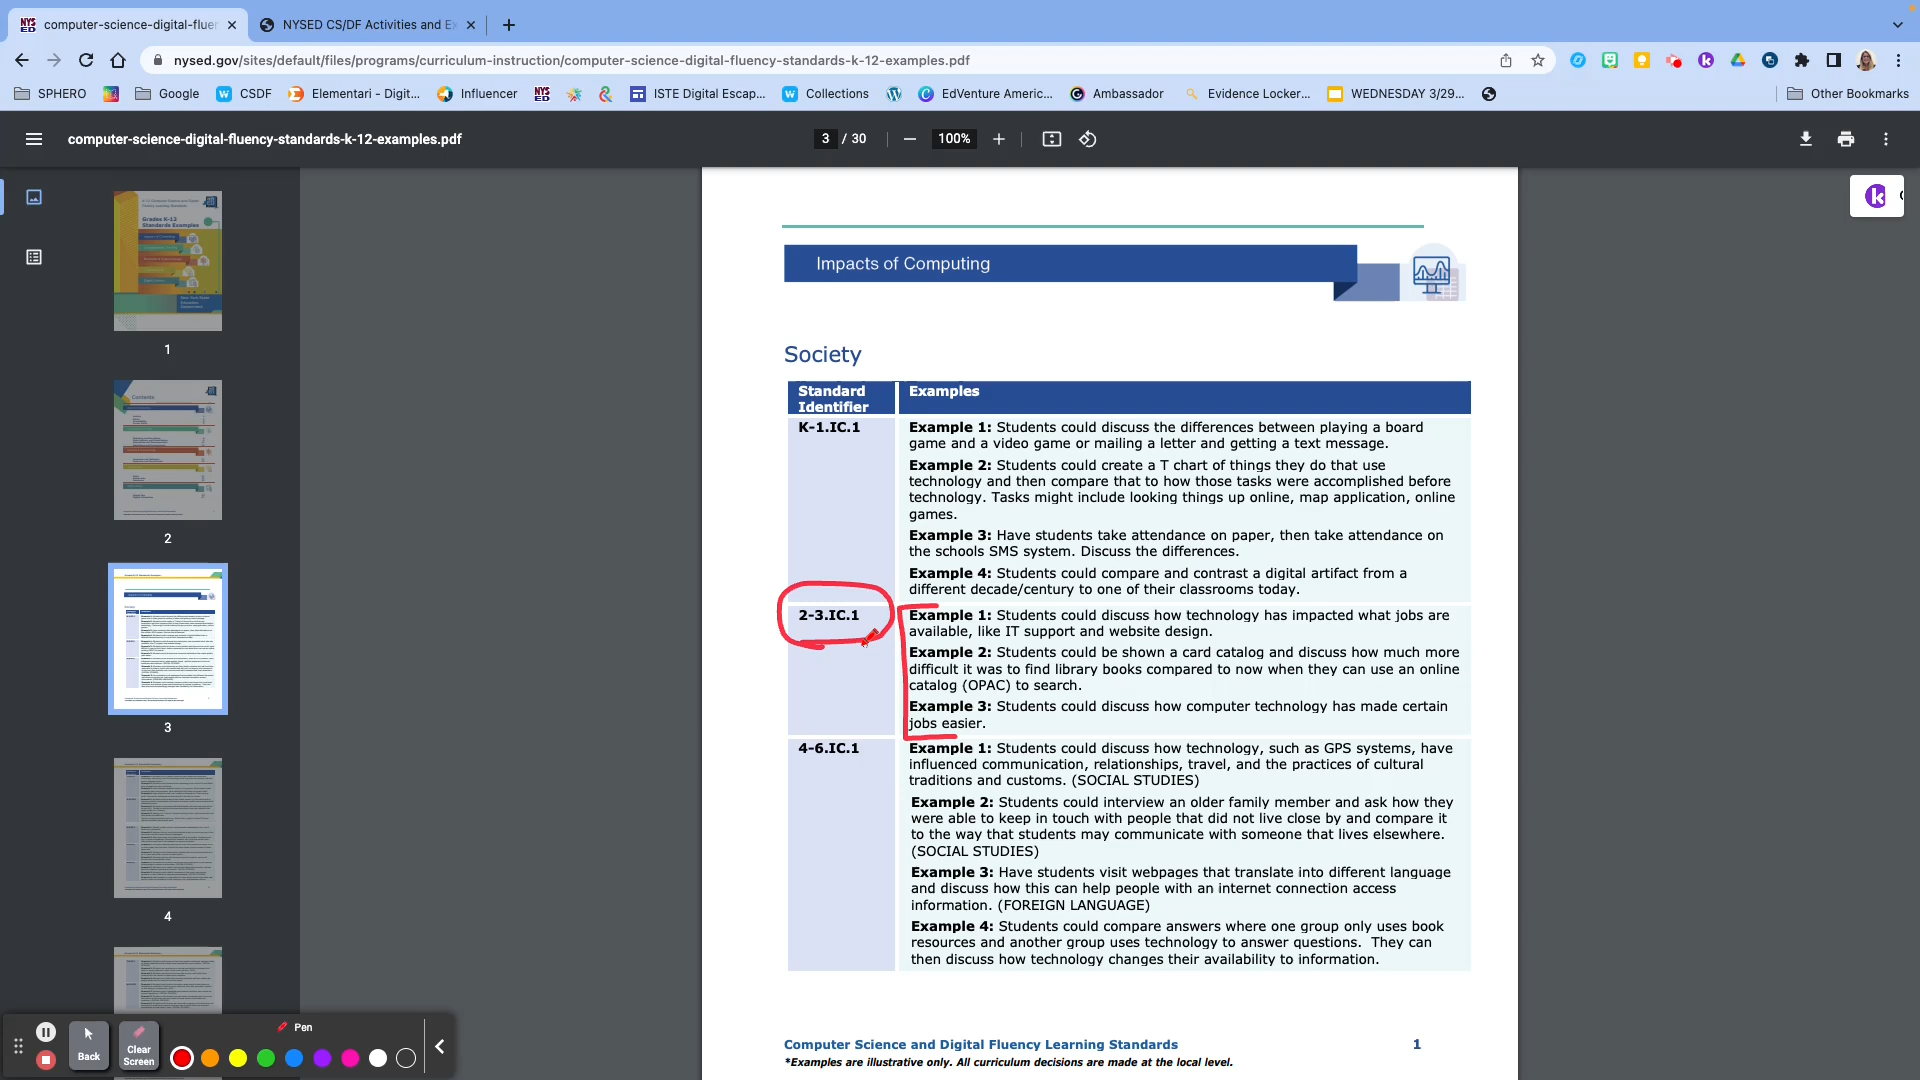 computer-science-digital-fluen
NYSED CS/DF Activities and Ex
nysed.gov/sites/default/files/programs/curriculum-instruction/computer-science-digital-fluency-standards-k-12-examples.pdf
SPHERO Google CSDF Elementari - Digit... Influencer NYS ED ISTE Digital Escap... Collections EdVenture Americ... Ambassador Evidence Locker... WEDNESDAY 3/29... Other Bookmarks
computer-science-digital-fluency-standards-k-12-examples.pdf 3 / 30 100%
Grades K-12
Standards Examples
1
Contents
2
3
4
Impacts of Computing
Society
Standard Identifier
Examples
K-1.IC.1
Example 1: Students could discuss the differences between playing a board
game and a video game or mailing a letter and getting a text message.
Example 2: Students could create a T chart of things they do that use
technology and then compare that to how those tasks were accomplished before
technology. Tasks might include looking things up online, map application, online
games.
Example 3: Have students take attendance on paper, then take attendance on
the schools SMS system. Discuss the differences.
Example 4: Students could compare and contrast a digital artifact from a
different decade/century to one of their classrooms today.
2-3.IC.1
Example 1: Students could discuss how technology has impacted what jobs are
available, like IT support and website design.
Example 2: Students could be shown a card catalog and discuss how much more
difficult it was to find library books compared to now when they can use an online
catalog (OPAC) to search.
Example 3: Students could discuss how computer technology has made certain
jobs easier.
4-6.IC.1
Example 1: Students could discuss how technology, such as GPS systems, have
influenced communication, relationships, travel, and the practices of cultural
traditions and customs. (SOCIAL STUDIES)
Example 2: Students could interview an older family member and ask how they
were able to keep in touch with people that did not live close by and compare it
to the way that students may communicate with someone that lives elsewhere.
(SOCIAL STUDIES)
Example 3: Have students visit webpages that translate into different language
and discuss how this can help people with an internet connection access
information. (FOREIGN LANGUAGE)
Example 4: Students could compare answers where one group only uses book
resources and another group uses technology to answer questions. They can
then discuss how technology changes their availability to information.
Computer Science and Digital Fluency Learning Standards 1
*Examples are illustrative only. All curriculum decisions are made at the local level.
Pen
Back
Clear
Screen